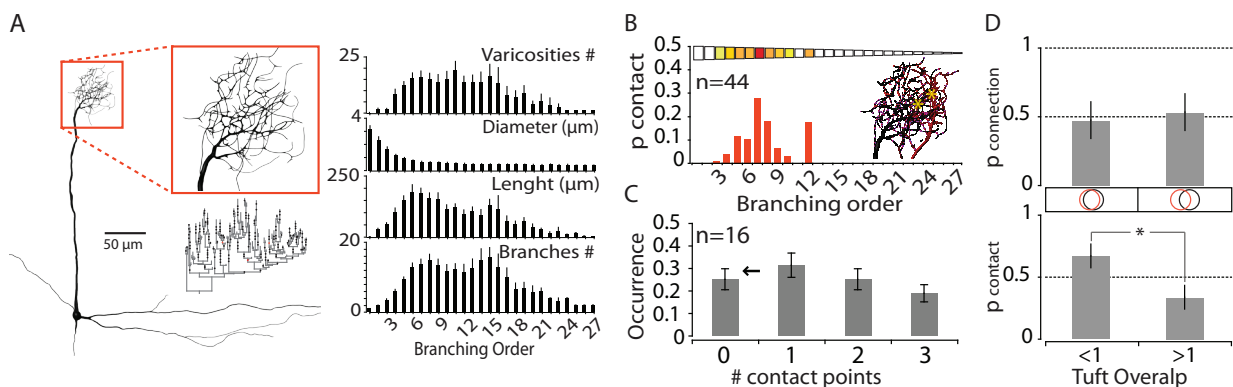 A
50 µm
25
Varicosities #
4
Diameter (µm)
250
Lenght (µm)
20
Branches #
0
3 6 9 12 15 18 21 24 27
Branching Order
B
0.5
0.4
0.3
0.2
0.1
0
p contact
n=44
3 6 9 12 15 18 21 24 27
Branching order
C
0.5
0.4
0.3
0.2
0.1
0
Occurrence
n=16
0 1 2 3
# contact points
D
1
0.5
0
p connection
1
0.5
0
p contact
*
<1 >1
Tuft Overalp